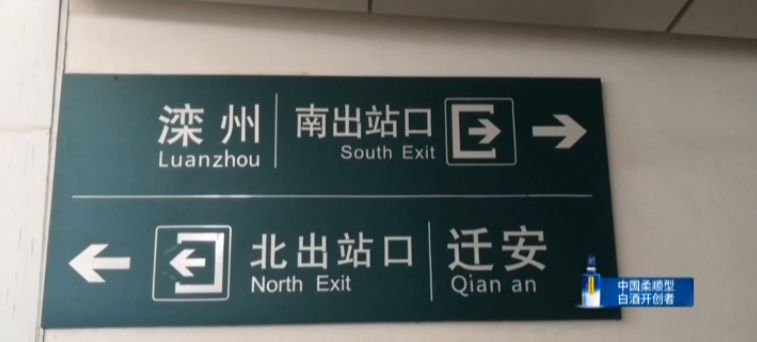 滦州 南出站口
Luanzhou South Exit
北出站口 迁安
North Exit Qian an
中国柔顺型
白酒开创者